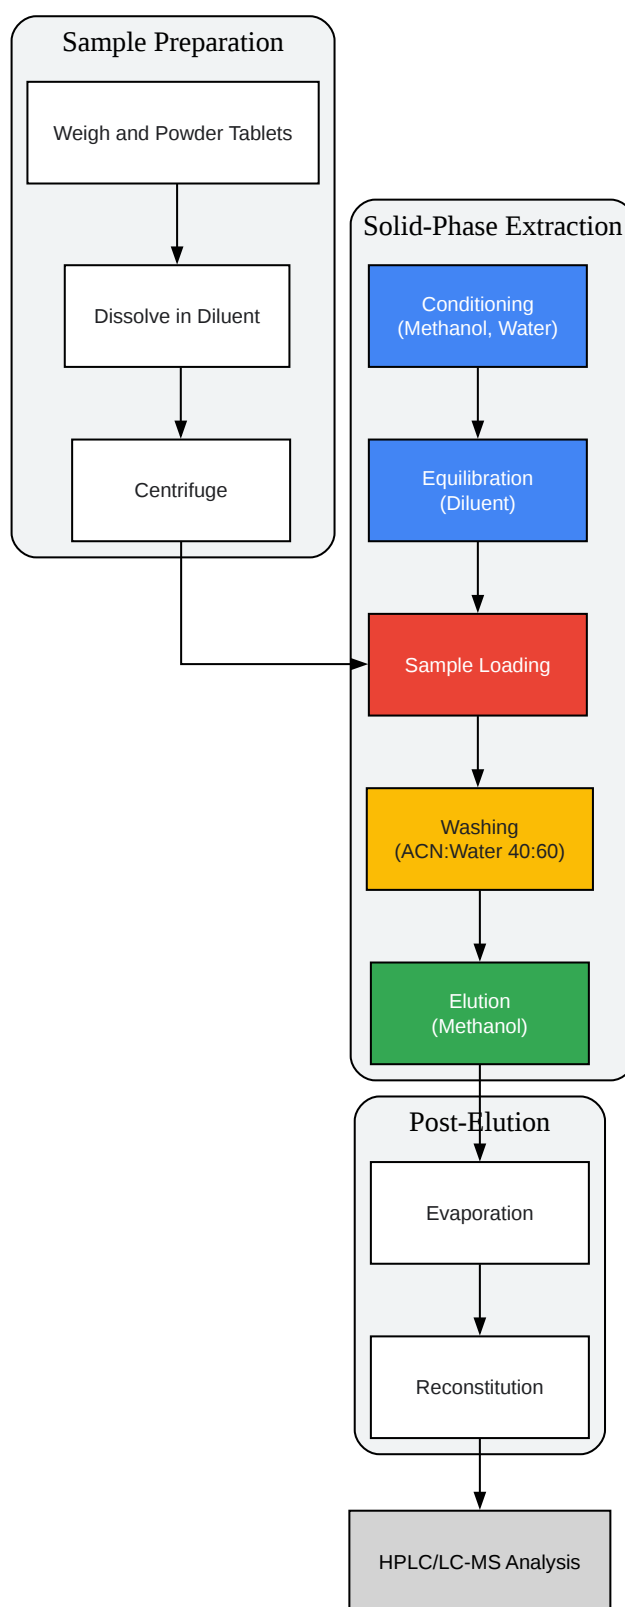 Sample Preparation
Weigh and Powder Tablets
Dissolve in Diluent
Centrifuge
Solid-Phase Extraction
Conditioning
(Methanol, Water)
Equilibration
(Diluent)
Sample Loading
Washing
(ACN:Water 40:60)
Elution
(Methanol)
Post-Elution
Evaporation
Reconstitution
HPLC/LC-MS Analysis